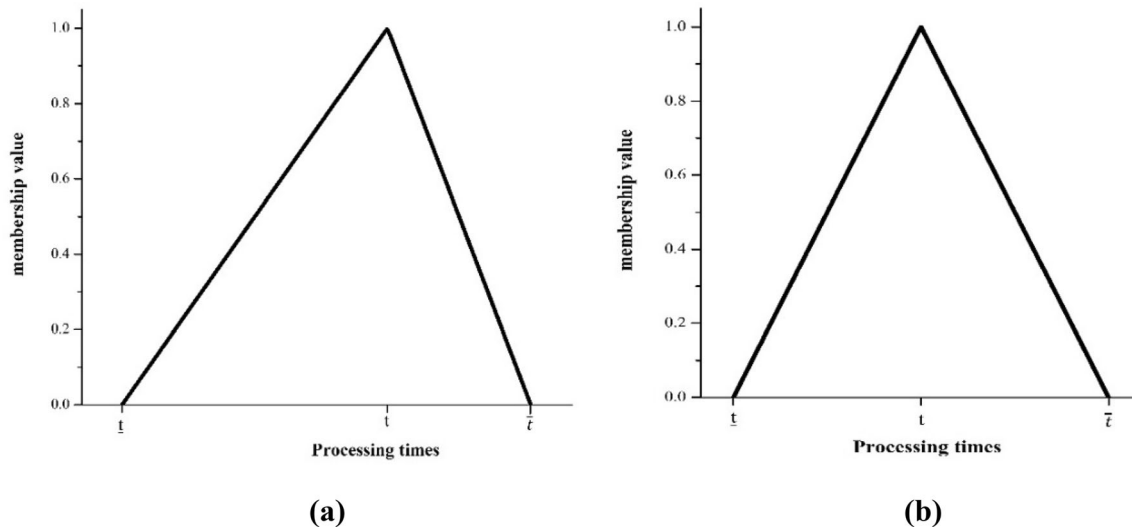 1.0
0.8
0.6
0.4
0.2
0.0
membership value
t̲ t t̅
Processing times
(a)
1.0
0.8
0.6
0.4
0.2
0.0
membership value
t̲ t t̅
Processing times
(b)